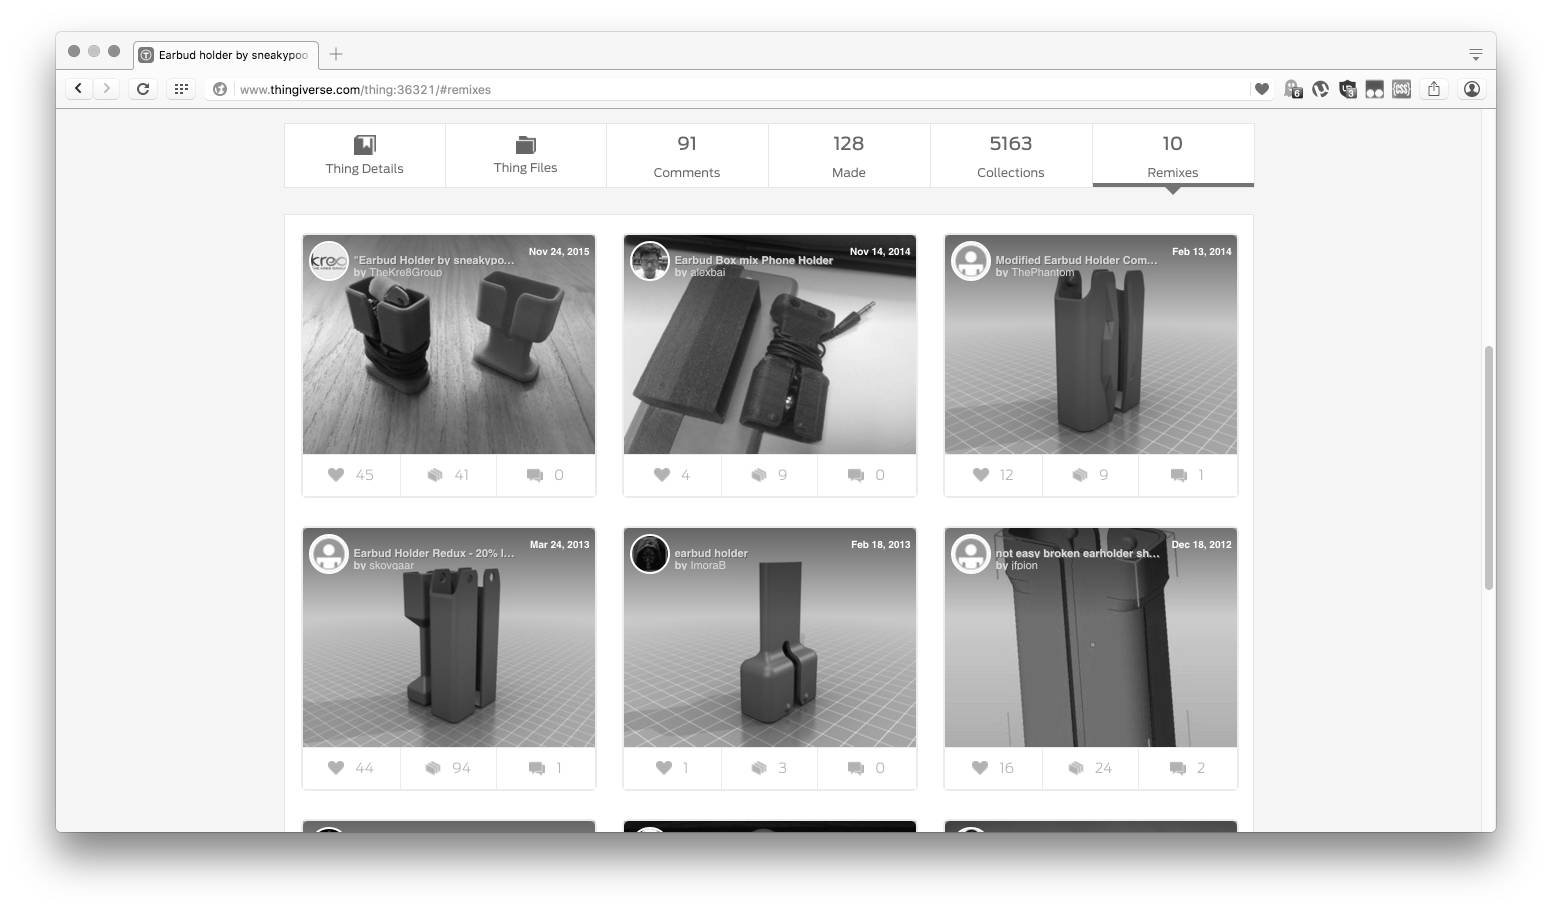 Earbud holder by sneakypoo
www.thingiverse.com/thing:36321/#remixes
6
3
Thing Details
Thing Files
91
Comments
128
Made
5163
Collections
10
Remixes
kreo
Nov 24, 2015
"Earbud Holder by sneakypo...
by TheKre8Group
45
41
0
Nov 14, 2014
Earbud Box mix Phone Holder
by alexbai
4
9
0
Feb 13, 2014
Modified Earbud Holder Com...
by ThePhantom
12
9
1
Mar 24, 2013
Earbud Holder Redux - 20% l...
by skovgaar
44
94
1
Feb 18, 2013
earbud holder
by ImoraB
1
3
0
Dec 18, 2012
not easy broken earholder sh...
by jfpion
16
24
2